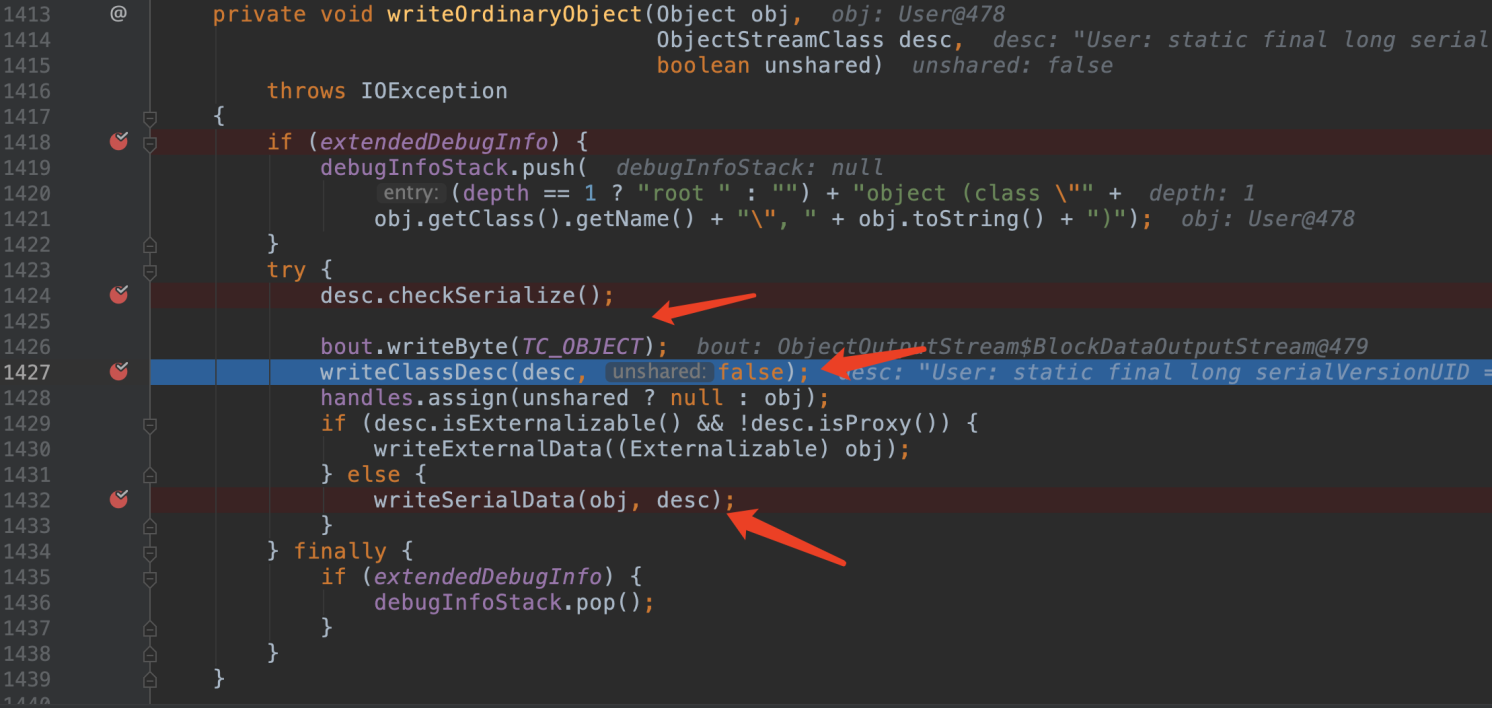 1413 @ private void writeOrdinaryObject(Object obj, obj: User@478
1414 ObjectStreamClass desc, desc: "User: static final long serial
1415 boolean unshared) unshared: false
1416 throws IOException
1417 {
1418 if (extendedDebugInfo) {
1419 debugInfoStack.push( debugInfoStack: null
1420 entry: (depth == 1 ? "root " : "") + "object (class \"" + depth: 1
1421 obj.getClass().getName() + "\", " + obj.toString() + ")"); obj: User@478
1422 }
1423 try {
1424 desc.checkSerialize();
1425
1426 bout.writeByte(TC_OBJECT); bout: ObjectOutputStream$BlockDataOutputStream@479
1427 writeClassDesc(desc, unshared: false); desc: "User: static final long serialVersionUID =
1428 handles.assign(unshared ? null : obj);
1429 if (desc.isExternalizable() && !desc.isProxy()) {
1430 writeExternalData((Externalizable) obj);
1431 } else {
1432 writeSerialData(obj, desc);
1433 }
1434 } finally {
1435 if (extendedDebugInfo) {
1436 debugInfoStack.pop();
1437 }
1438 }
1439 }
1440